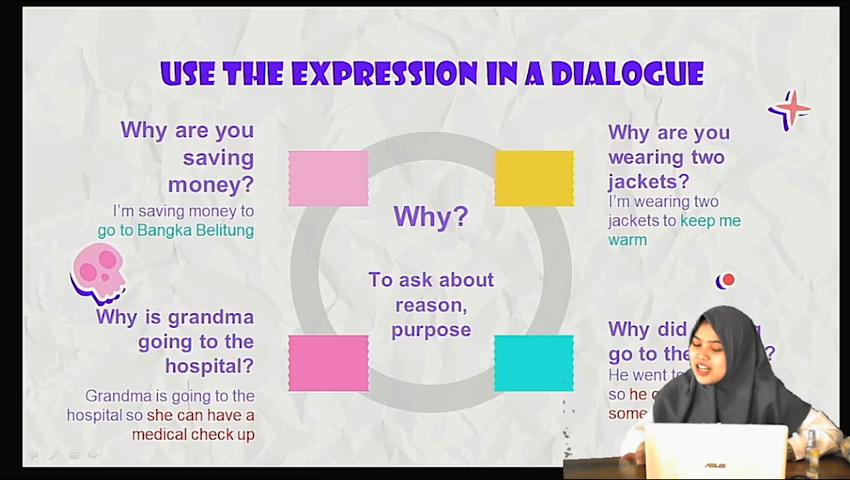 USE THE EXPRESSION IN A DIALOGUE
Why are you
saving
money?
I'm saving money to
go to Bangka Belitung
Why are you
wearing two
jackets?
I'm wearing two
jackets to keep me
warm
Why?
To ask about
reason,
purpose
Why is grandma
going to the
hospital?
Grandma is going to the
hospital so she can have a
medical check up
Why did
go to the ?
He went
so he
some
ASUS